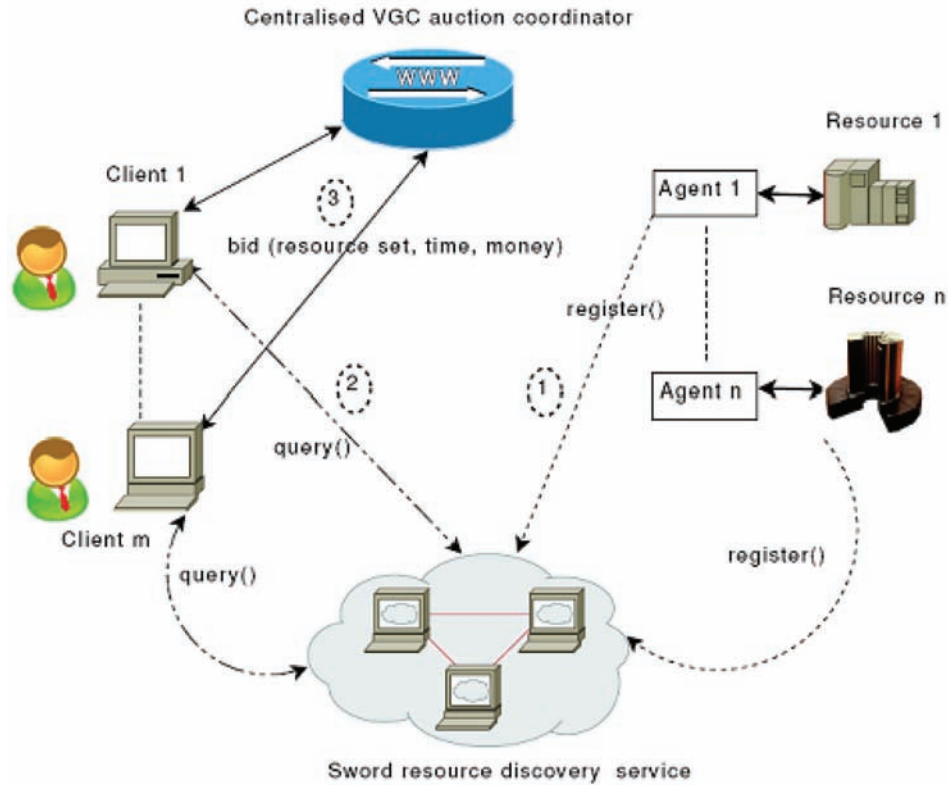 Centralised VGC auction coordinator
WWW
Resource 1
Client 1
Agent 1
3
bid (resource set, time, money)
Resource n
register()
2
1
Agent n
query()
Client m
register()
query()
Sword resource discovery service